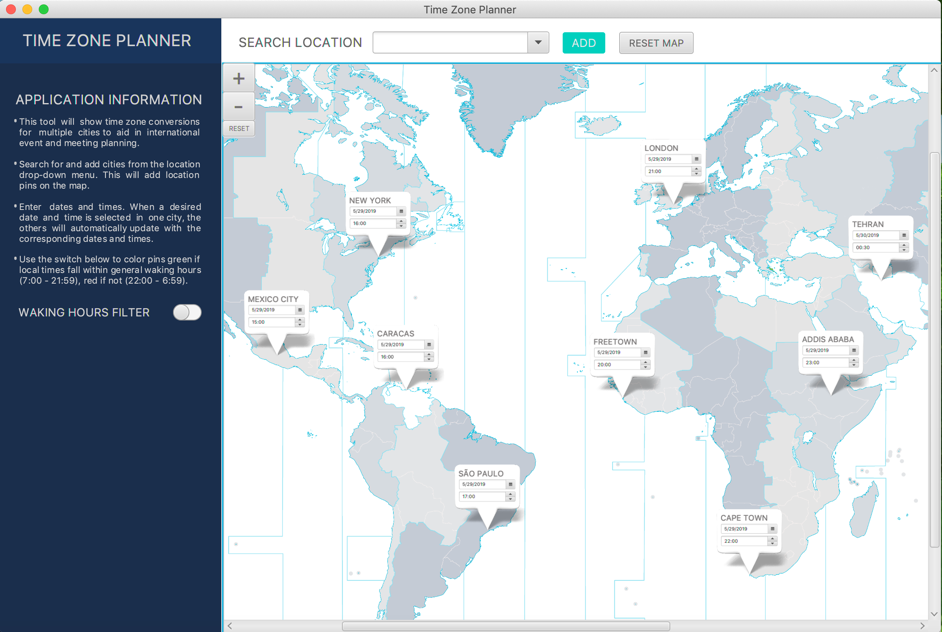 Time Zone Planner
TIME ZONE PLANNER
SEARCH LOCATION
ADD
RESET MAP
APPLICATION INFORMATION
* This tool will show time zone conversions
for multiple cities to aid in international
event and meeting planning.
* Search for and add cities from the location
drop-down menu. This will add location
pins on the map.
* Enter dates and times. When a desired
date and time is selected in one city, the
others will automatically update with the
corresponding dates and times.
* Use the switch below to color pins green if
local times fall within general waking hours
(7:00 - 21:59), red if not (22:00 - 6:59).
WAKING HOURS FILTER
+
-
RESET
LONDON
5/29/2019
21:00
NEW YORK
5/29/2019
16:00
TEHRAN
5/30/2019
00:30
MEXICO CITY
5/29/2019
15:00
CARACAS
5/29/2019
16:00
FREETOWN
5/29/2019
20:00
ADDIS ABABA
5/29/2019
23:00
SÃO PAULO
5/29/2019
17:00
CAPE TOWN
5/29/2019
22:00